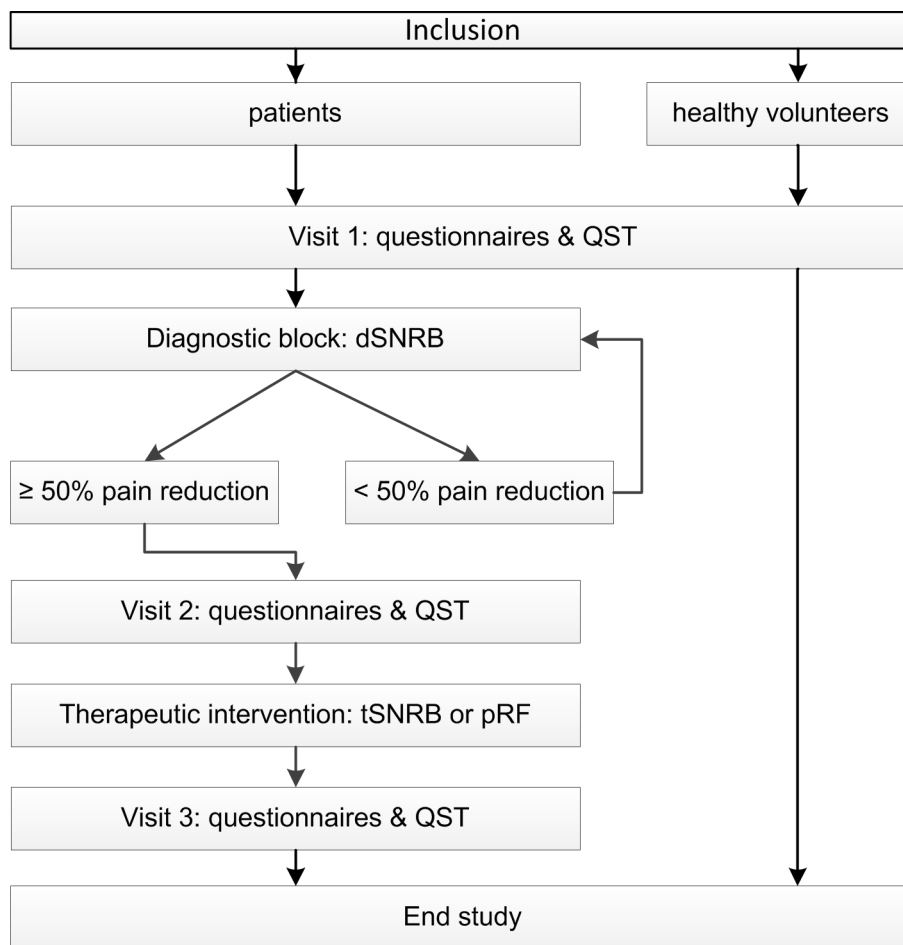 Inclusion
patients
healthy volunteers
Visit 1: questionnaires & QST
Diagnostic block: dSNRB
≥ 50% pain reduction
< 50% pain reduction
Visit 2: questionnaires & QST
Therapeutic intervention: tSNRB or pRF
Visit 3: questionnaires & QST
End study